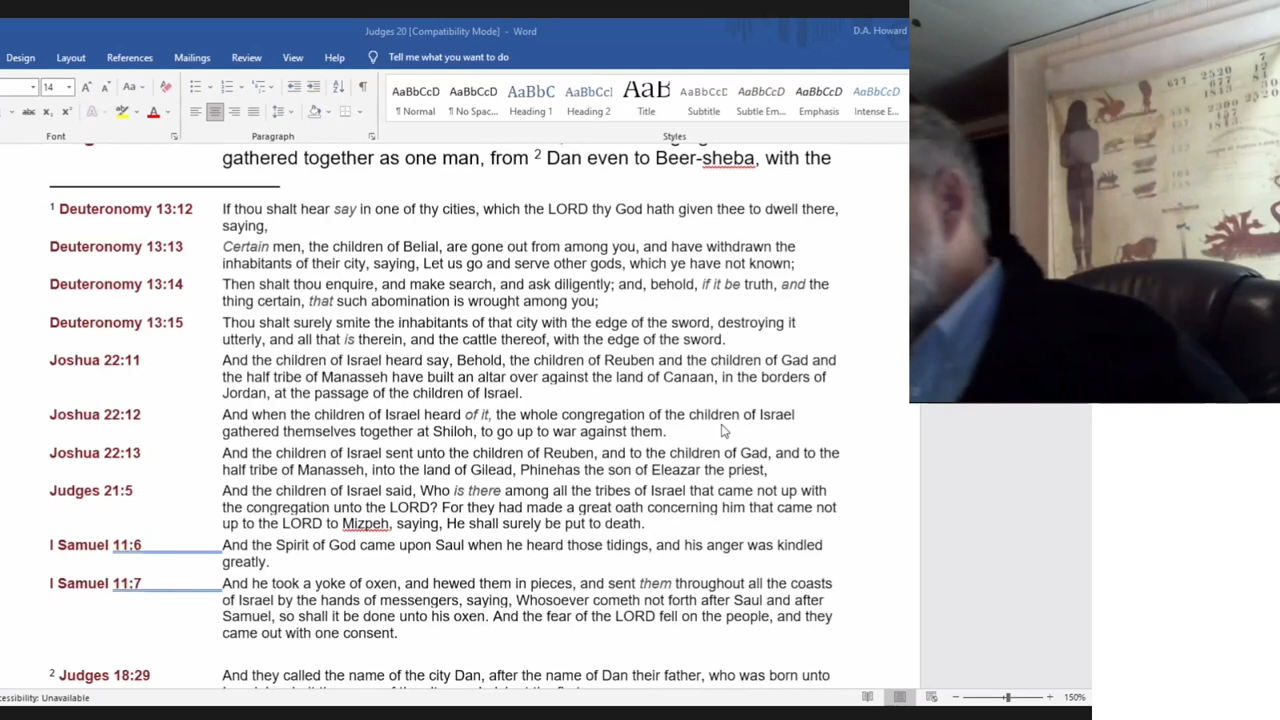 Judges 20 [Compatibility Mode] - Word
D.A. Howard
Design Layout References Mailings Review View Help Tell me what you want to do
14 Aa
AaBbCcD AaBbCcD AaBbC AaBbCc AaB AaBbCcD AaBbCcD AaBbCcD AaBbCcD
¶ Normal ¶ No Spac... Heading 1 Heading 2 Title Subtitle Subtle Em... Emphasis Intense E...
Font Paragraph Styles
gathered together as one man, from 2 Dan even to Beer-sheba, with the
1 Deuteronomy 13:12 If thou shalt hear say in one of thy cities, which the LORD thy God hath given thee to dwell there,
saying,
Deuteronomy 13:13 Certain men, the children of Belial, are gone out from among you, and have withdrawn the
inhabitants of their city, saying, Let us go and serve other gods, which ye have not known;
Deuteronomy 13:14 Then shalt thou enquire, and make search, and ask diligently; and, behold, if it be truth, and the
thing certain, that such abomination is wrought among you;
Deuteronomy 13:15 Thou shalt surely smite the inhabitants of that city with the edge of the sword, destroying it
utterly, and all that is therein, and the cattle thereof, with the edge of the sword.
Joshua 22:11 And the children of Israel heard say, Behold, the children of Reuben and the children of Gad and
the half tribe of Manasseh have built an altar over against the land of Canaan, in the borders of
Jordan, at the passage of the children of Israel.
Joshua 22:12 And when the children of Israel heard of it, the whole congregation of the children of Israel
gathered themselves together at Shiloh, to go up to war against them.
Joshua 22:13 And the children of Israel sent unto the children of Reuben, and to the children of Gad, and to the
half tribe of Manasseh, into the land of Gilead, Phinehas the son of Eleazar the priest,
Judges 21:5 And the children of Israel said, Who is there among all the tribes of Israel that came not up with
the congregation unto the LORD? For they had made a great oath concerning him that came not
up to the LORD to Mizpeh, saying, He shall surely be put to death.
I Samuel 11:6 And the Spirit of God came upon Saul when he heard those tidings, and his anger was kindled
greatly.
I Samuel 11:7 And he took a yoke of oxen, and hewed them in pieces, and sent them throughout all the coasts
of Israel by the hands of messengers, saying, Whosoever cometh not forth after Saul and after
Samuel, so shall it be done unto his oxen. And the fear of the LORD fell on the people, and they
came out with one consent.
2 Judges 18:29 And they called the name of the city Dan, after the name of Dan their father, who was born unto
ssibility: Unavailable
150%
677
2520
677
1843
2300
457
1843